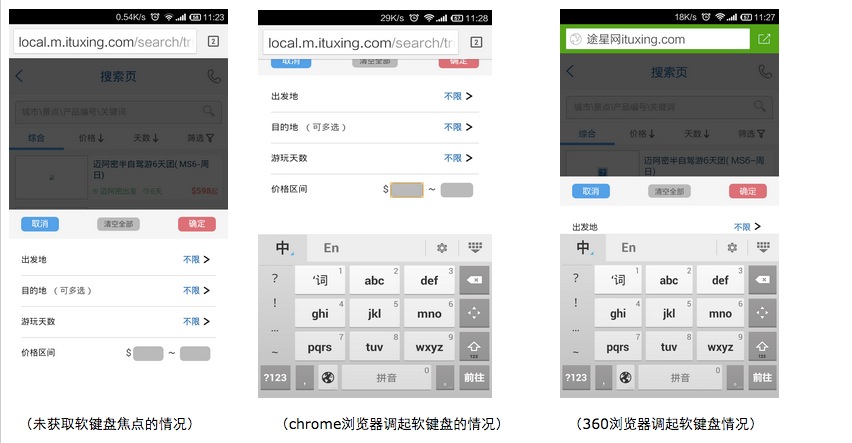 0.54K/s 58 11:23
local.m.ituxing.com/search/tr 2
搜索页
城市\景点\产品编号\关键词
综合 价格 天数 筛选
迈阿密半自驾游6天团( MS6-周日)
迈阿密出发 6天 $598起
取消 清空全部 确定
出发地 不限
目的地 （可多选） 不限
游玩天数 不限
价格区间 $ ~
（未获取软键盘焦点的情况）
29K/s 57 11:28
local.m.ituxing.com/search/tr 2
取消 清空全部 确定
出发地 不限
目的地 （可多选） 不限
游玩天数 不限
价格区间 $ ~
中 En
? ‘词 1 abc 2 def 3
! ghi 4 jkl 5 mno 6
... pqrs 7 tuv 8 wxyz 9
~ 123
?123 , 拼音 0 。 前往
（chrome浏览器调起软键盘的情况）
18K/s 57 11:27
途星网ituxing.com
搜索页
城市\景点\产品编号\关键词
综合 价格 天数 筛选
迈阿密半自驾游6天团( MS6-周日)
取消 清空全部 确定
出发地 不限
中 En
? ‘词 1 abc 2 def 3
! ghi 4 jkl 5 mno 6
... pqrs 7 tuv 8 wxyz 9
~ 123
?123 , 拼音 0 。 前往
（360浏览器调起软键盘情况）